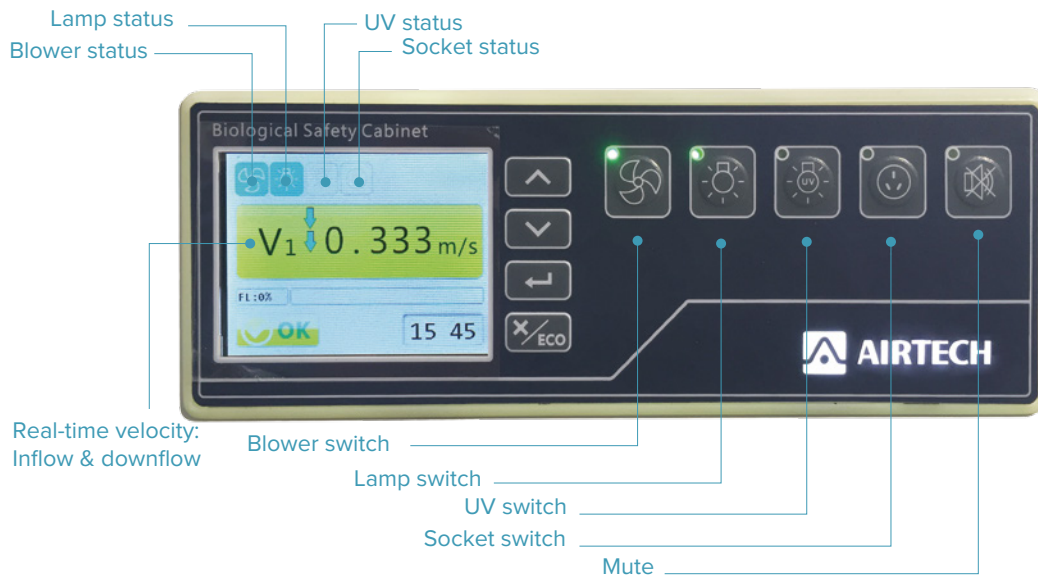 Lamp status
UV status
Blower status
Socket status
Biological Safety Cabinet
V1 0.333 m/s
FL:0%
OK
15 45
UV
X/ECO
AIRTECH
Real-time velocity:
Inflow & downflow
Blower switch
Lamp switch
UV switch
Socket switch
Mute